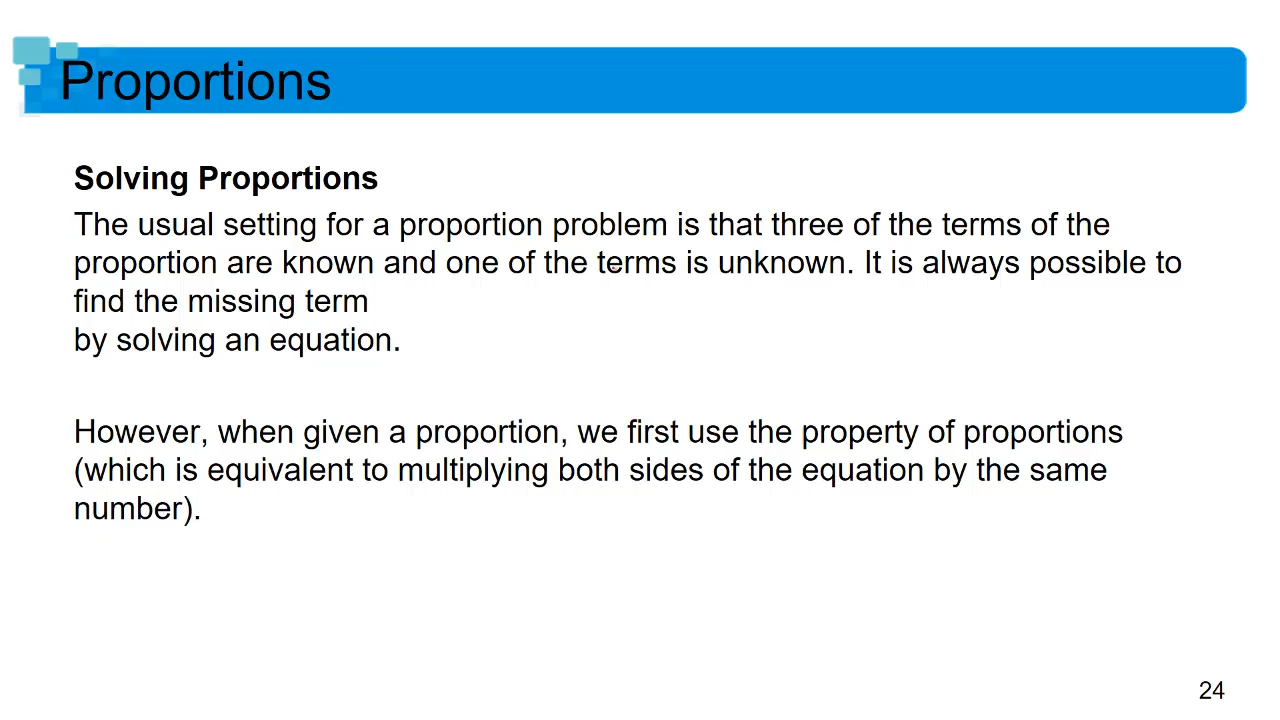 Proportions
Solving Proportions
The usual setting for a proportion problem is that three of the terms of the
proportion are known and one of the terms is unknown. It is always possible to
find the missing term
by solving an equation.
However, when given a proportion, we first use the property of proportions
(which is equivalent to multiplying both sides of the equation by the same
number).
24